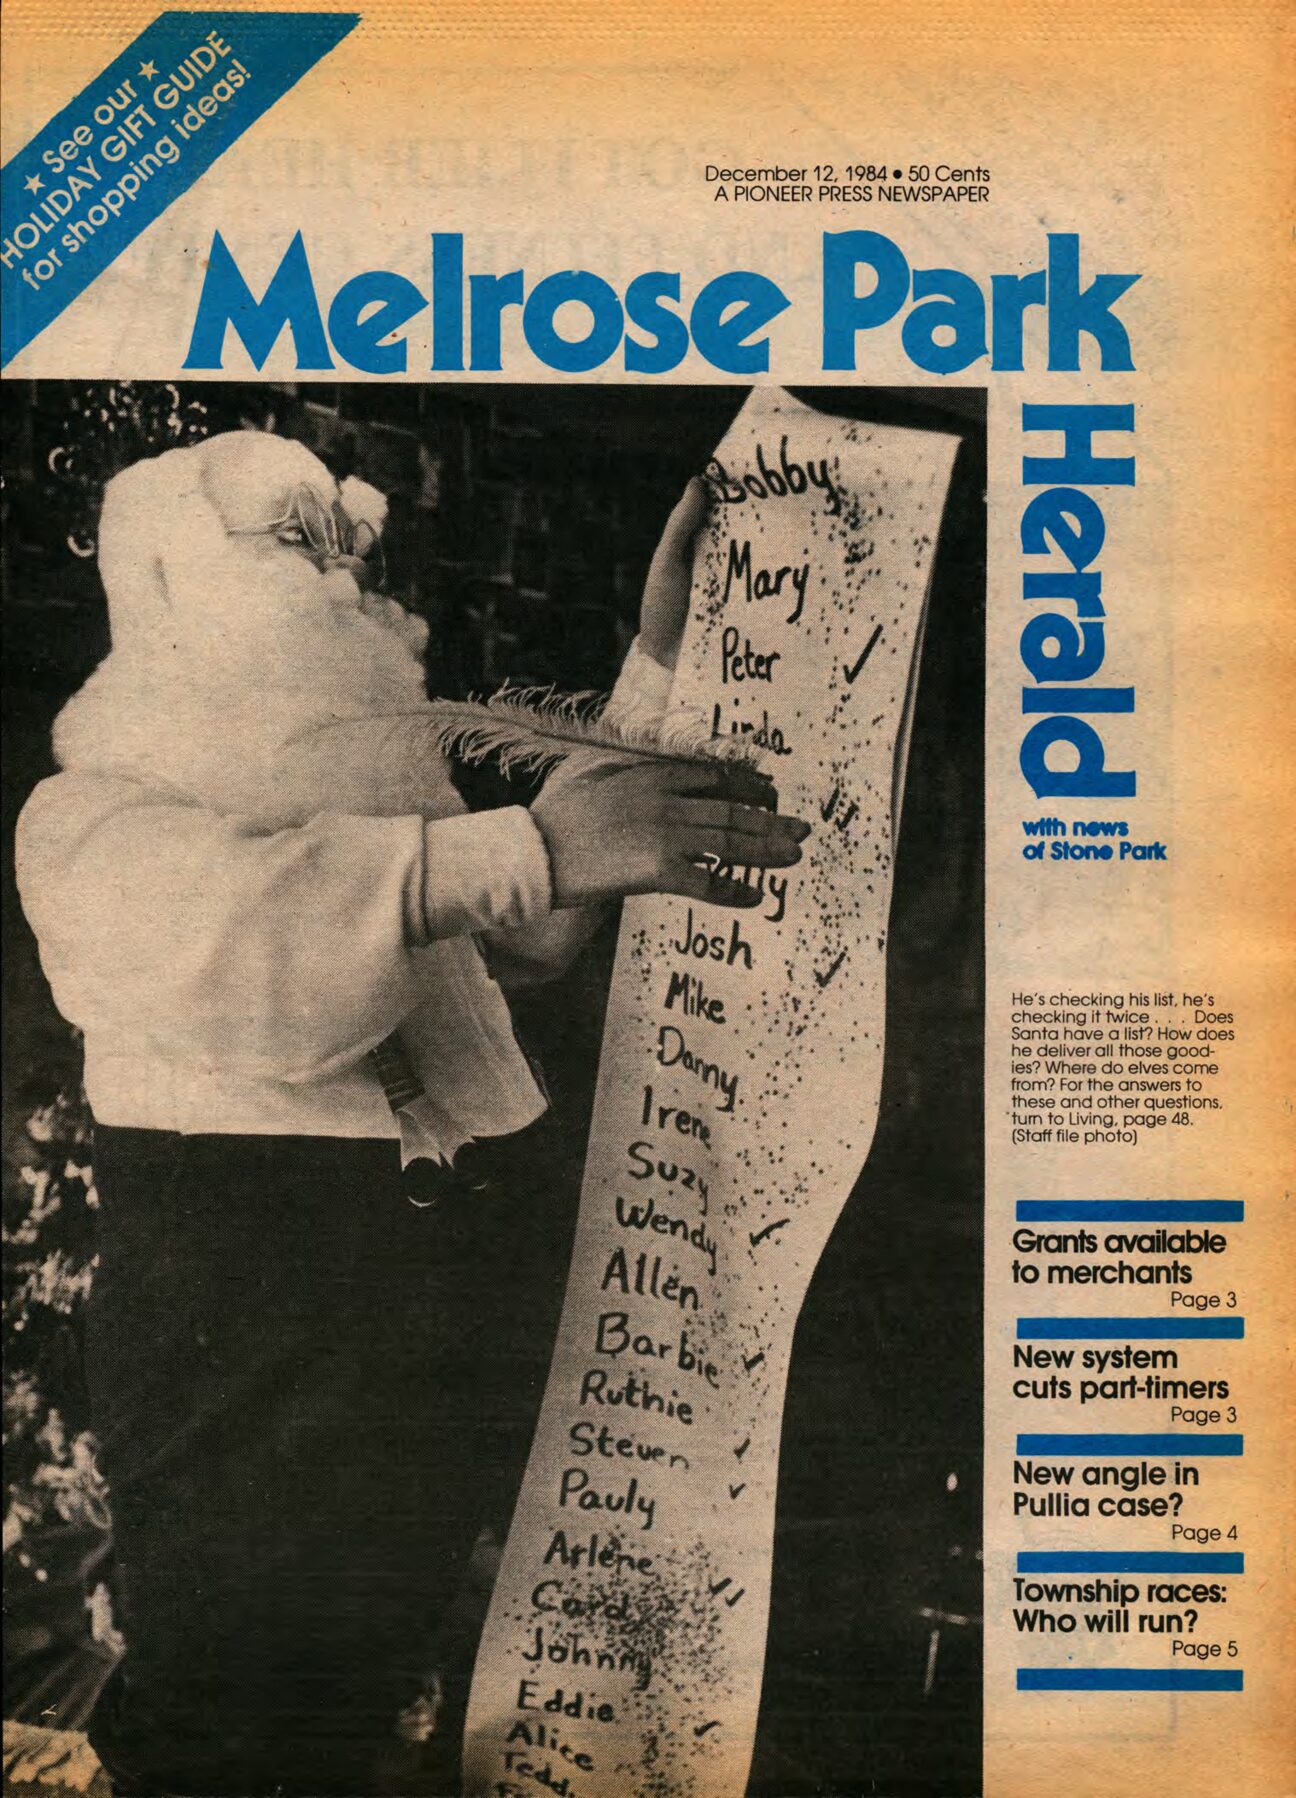 ★ See our ★
HOLIDAY GIFT GUIDE
for shopping ideas!
December 12, 1984 • 50 Cents
A PIONEER PRESS NEWSPAPER
Melrose Park
Herald
with news
of Stone Park
Bobby
Mary
Peter ✓
Linda
✓✓
Josh
✓
Mike
Danny
Irene
Suzy
Wendy ✓
Allen
Barbie ✓
Ruthie
Steven ✓
Pauly ✓
Arlene
✓✓
Carol
Johnny
Eddie
Alice ✓
Tedd
He's checking his list, he's
checking it twice . . . Does
Santa have a list? How does
he deliver all those good-
ies? Where do elves come
from? For the answers to
these and other questions,
turn to Living, page 48.
(Staff file photo)
Grants available
to merchants
Page 3
New system
cuts part-timers
Page 3
New angle in
Pullia case?
Page 4
Township races:
Who will run?
Page 5